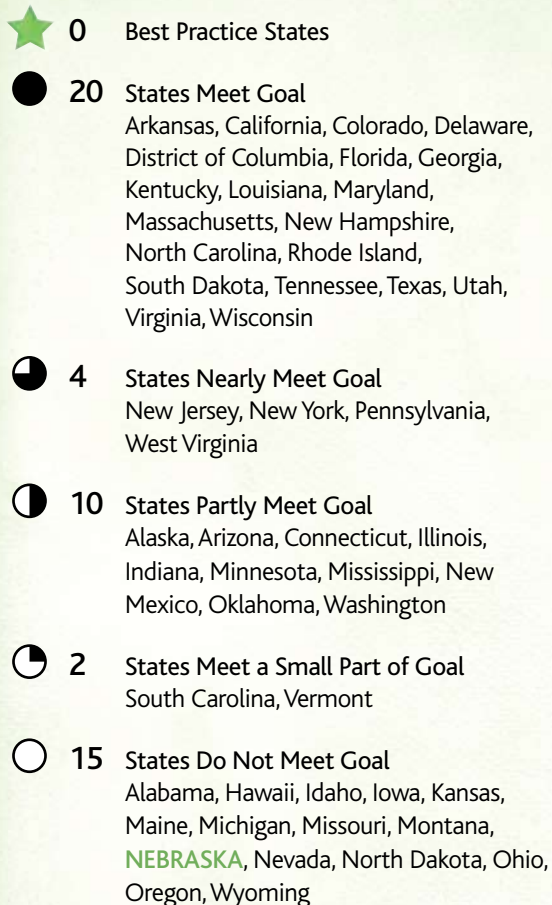 0 Best Practice States
20 States Meet Goal
Arkansas, California, Colorado, Delaware,
District of Columbia, Florida, Georgia,
Kentucky, Louisiana, Maryland,
Massachusetts, New Hampshire,
North Carolina, Rhode Island,
South Dakota, Tennessee, Texas, Utah,
Virginia, Wisconsin
4 States Nearly Meet Goal
New Jersey, New York, Pennsylvania,
West Virginia
10 States Partly Meet Goal
Alaska, Arizona, Connecticut, Illinois,
Indiana, Minnesota, Mississippi, New
Mexico, Oklahoma, Washington
2 States Meet a Small Part of Goal
South Carolina, Vermont
15 States Do Not Meet Goal
Alabama, Hawaii, Idaho, Iowa, Kansas,
Maine, Michigan, Missouri, Montana,
NEBRASKA, Nevada, North Dakota, Ohio,
Oregon, Wyoming